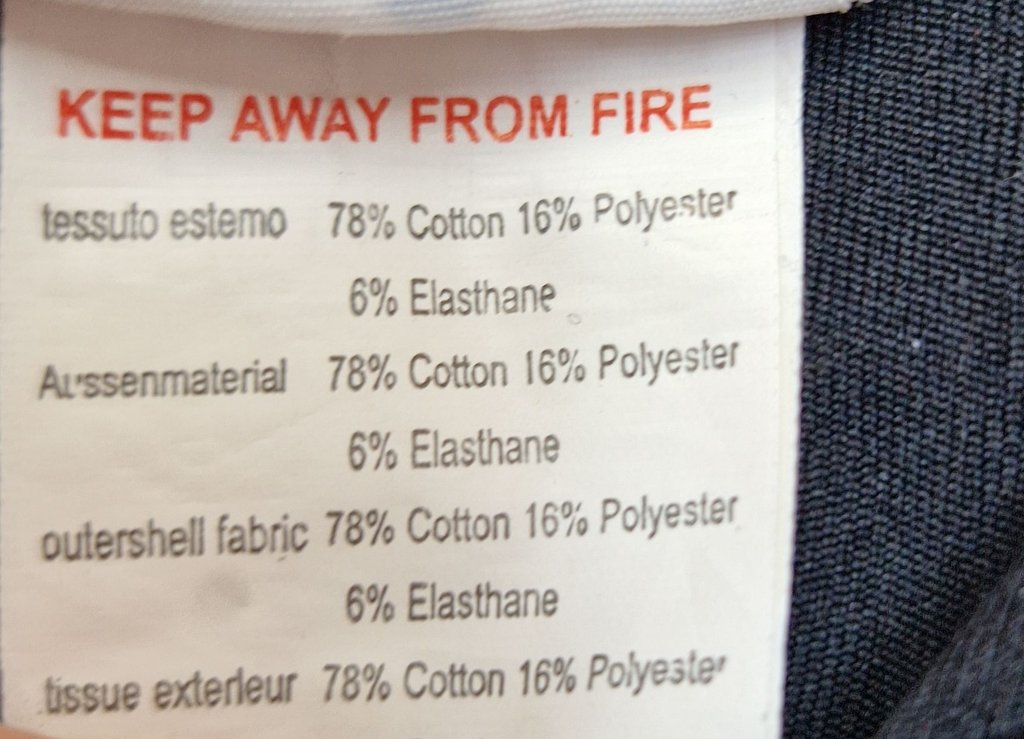 KEEP AWAY FROM FIRE
tessuto estemo 78% Cotton 16% Polyester
6% Elasthane
Aussenmaterial 78% Cotton 16% Polyester
6% Elasthane
outershell fabric 78% Cotton 16% Polyester
6% Elasthane
tissue exterieur 78% Cotton 16% Polyester